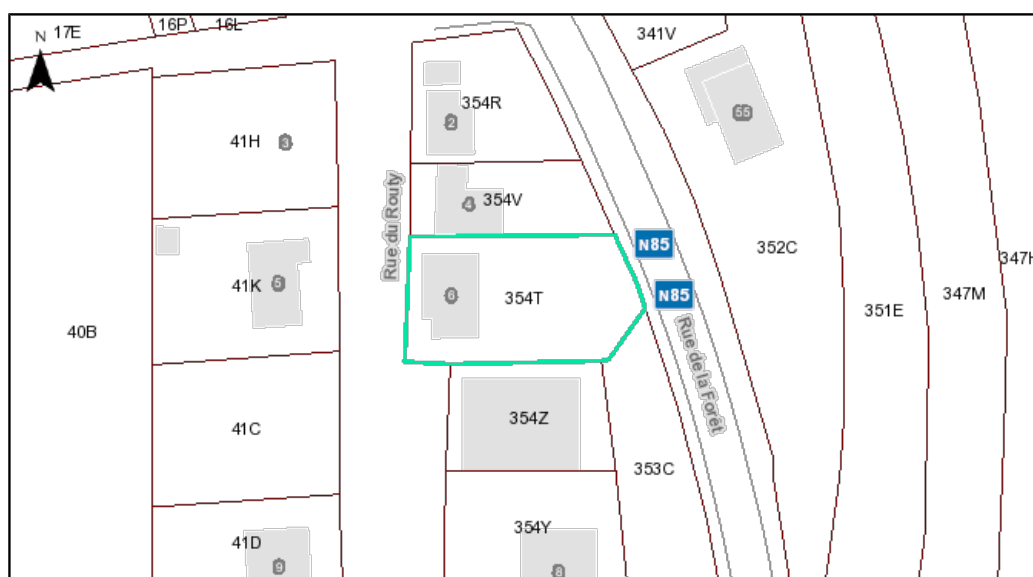 N
17E
16P
16L
341V
354R
2
55
41H
3
Rue du Routy
354V
4
N85
352C
347H
41K
5
6
354T
N85
347M
351E
40B
Rue de la Forêt
41C
354Z
353C
354Y
41D
9
8